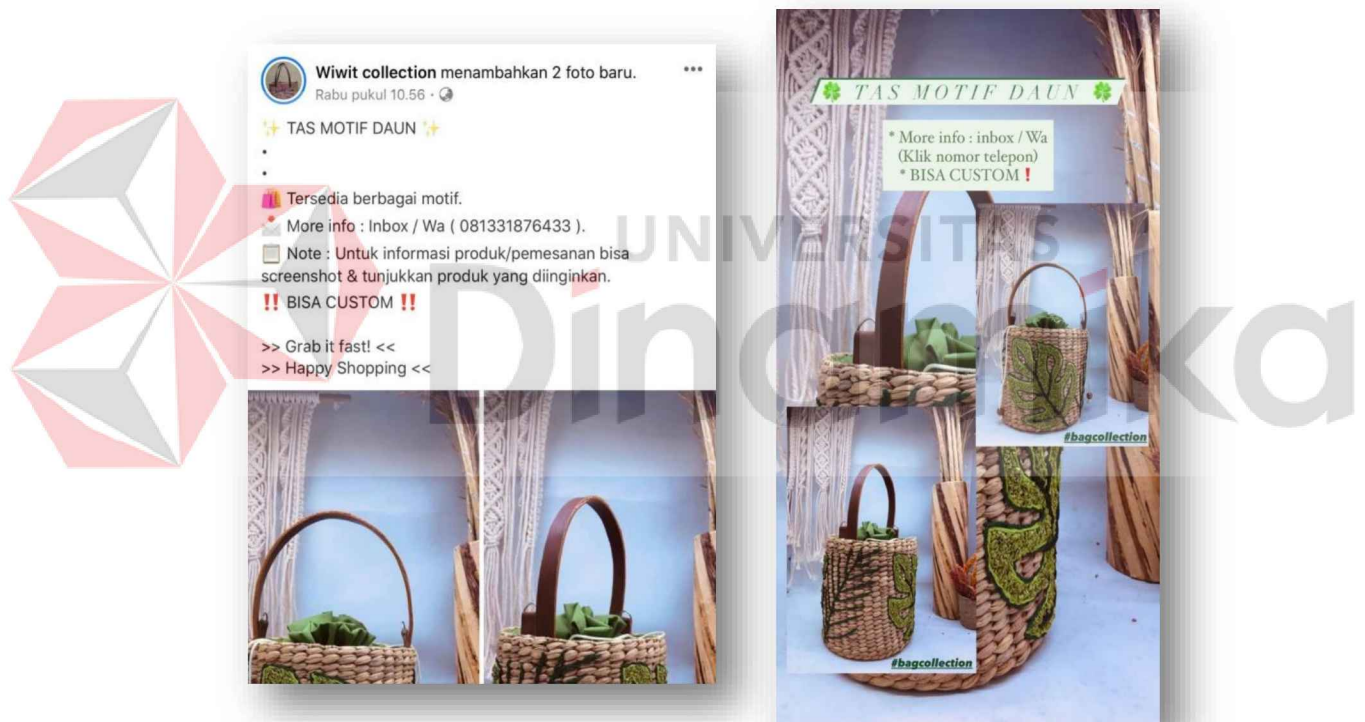 Wiwit collection menambahkan 2 foto baru.
Rabu pukul 10.56 ·
✨ TAS MOTIF DAUN ✨
•
•
🛍️ Tersedia berbagai motif.
📩 More info : Inbox / Wa ( 081331876433 ).
📋 Note : Untuk informasi produk/pemesanan bisa
screenshot & tunjukkan produk yang diinginkan.
‼️ BISA CUSTOM ‼️
>> Grab it fast! <<
>> Happy Shopping <<
🍀 TAS MOTIF DAUN 🍀
* More info : inbox / Wa
(Klik nomor telepon)
* BISA CUSTOM❗
#bagcollection
#bagcollection
UNIVERSITAS
Dinamika